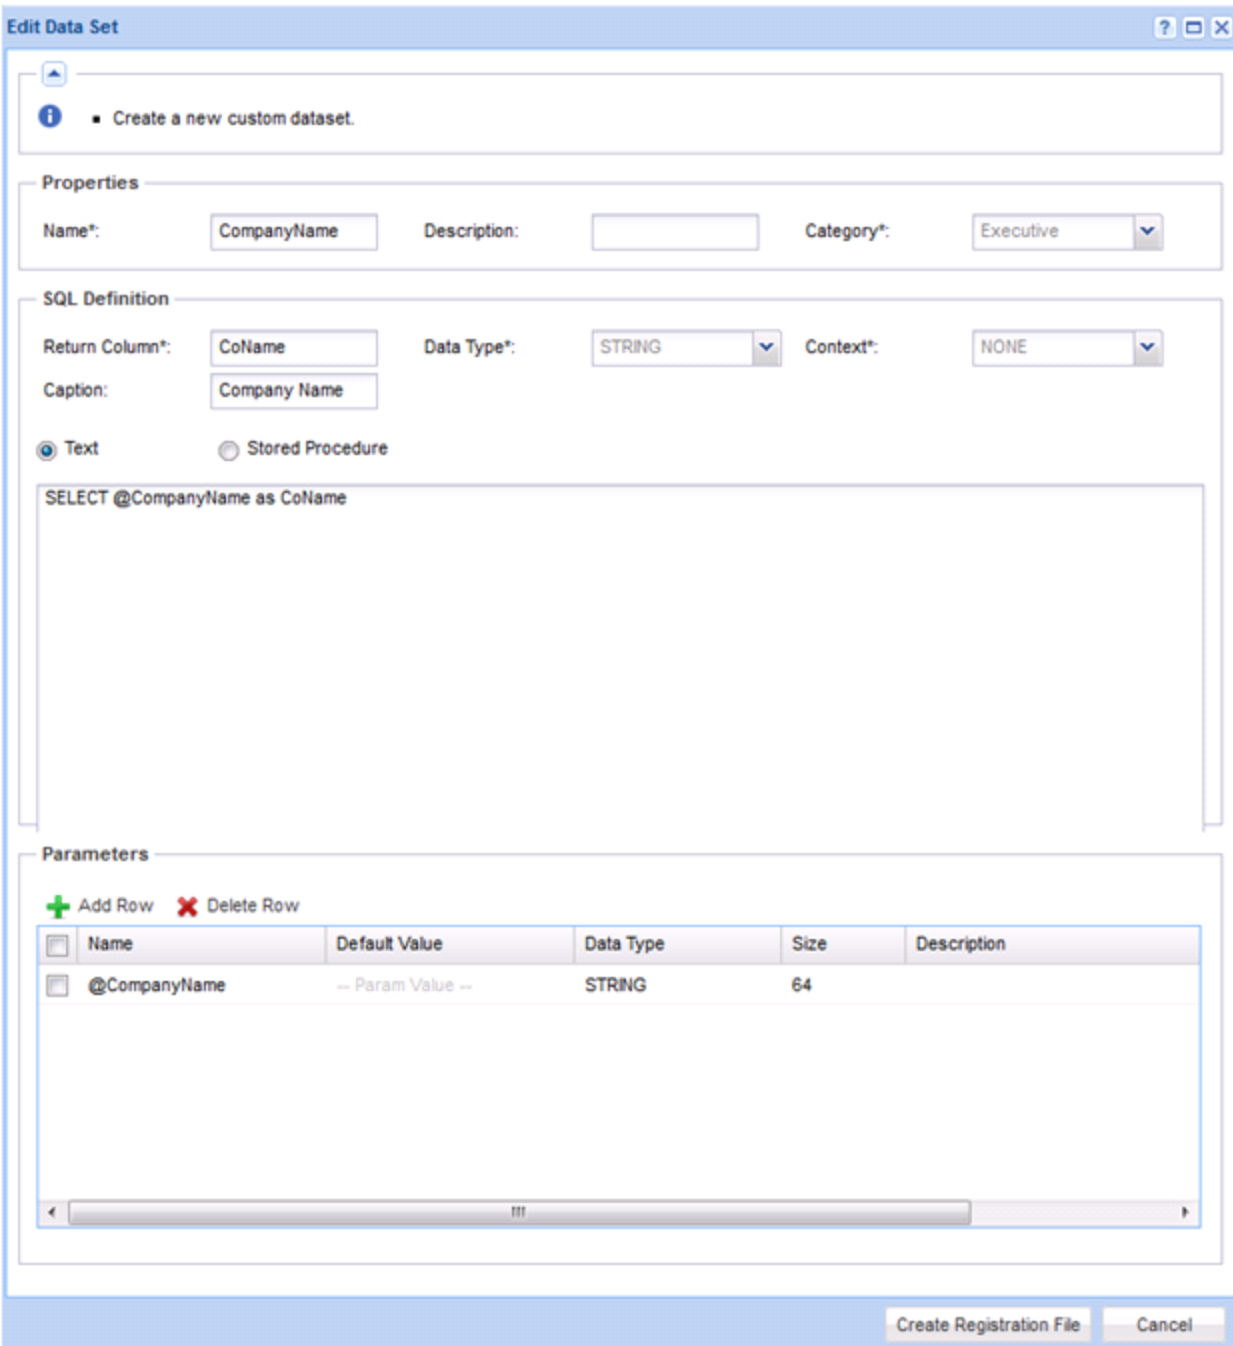 Edit Data Set
Create a new custom dataset.
Properties
Name*: CompanyName Description: Category*: Executive
SQL Definition
Return Column*: CoName Data Type*: STRING Context*: NONE
Caption: Company Name
Text Stored Procedure
SELECT @CompanyName as CoName
Parameters
Add Row Delete Row
Name Default Value Data Type Size Description
@CompanyName -- Param Value -- STRING 64
Create Registration File Cancel